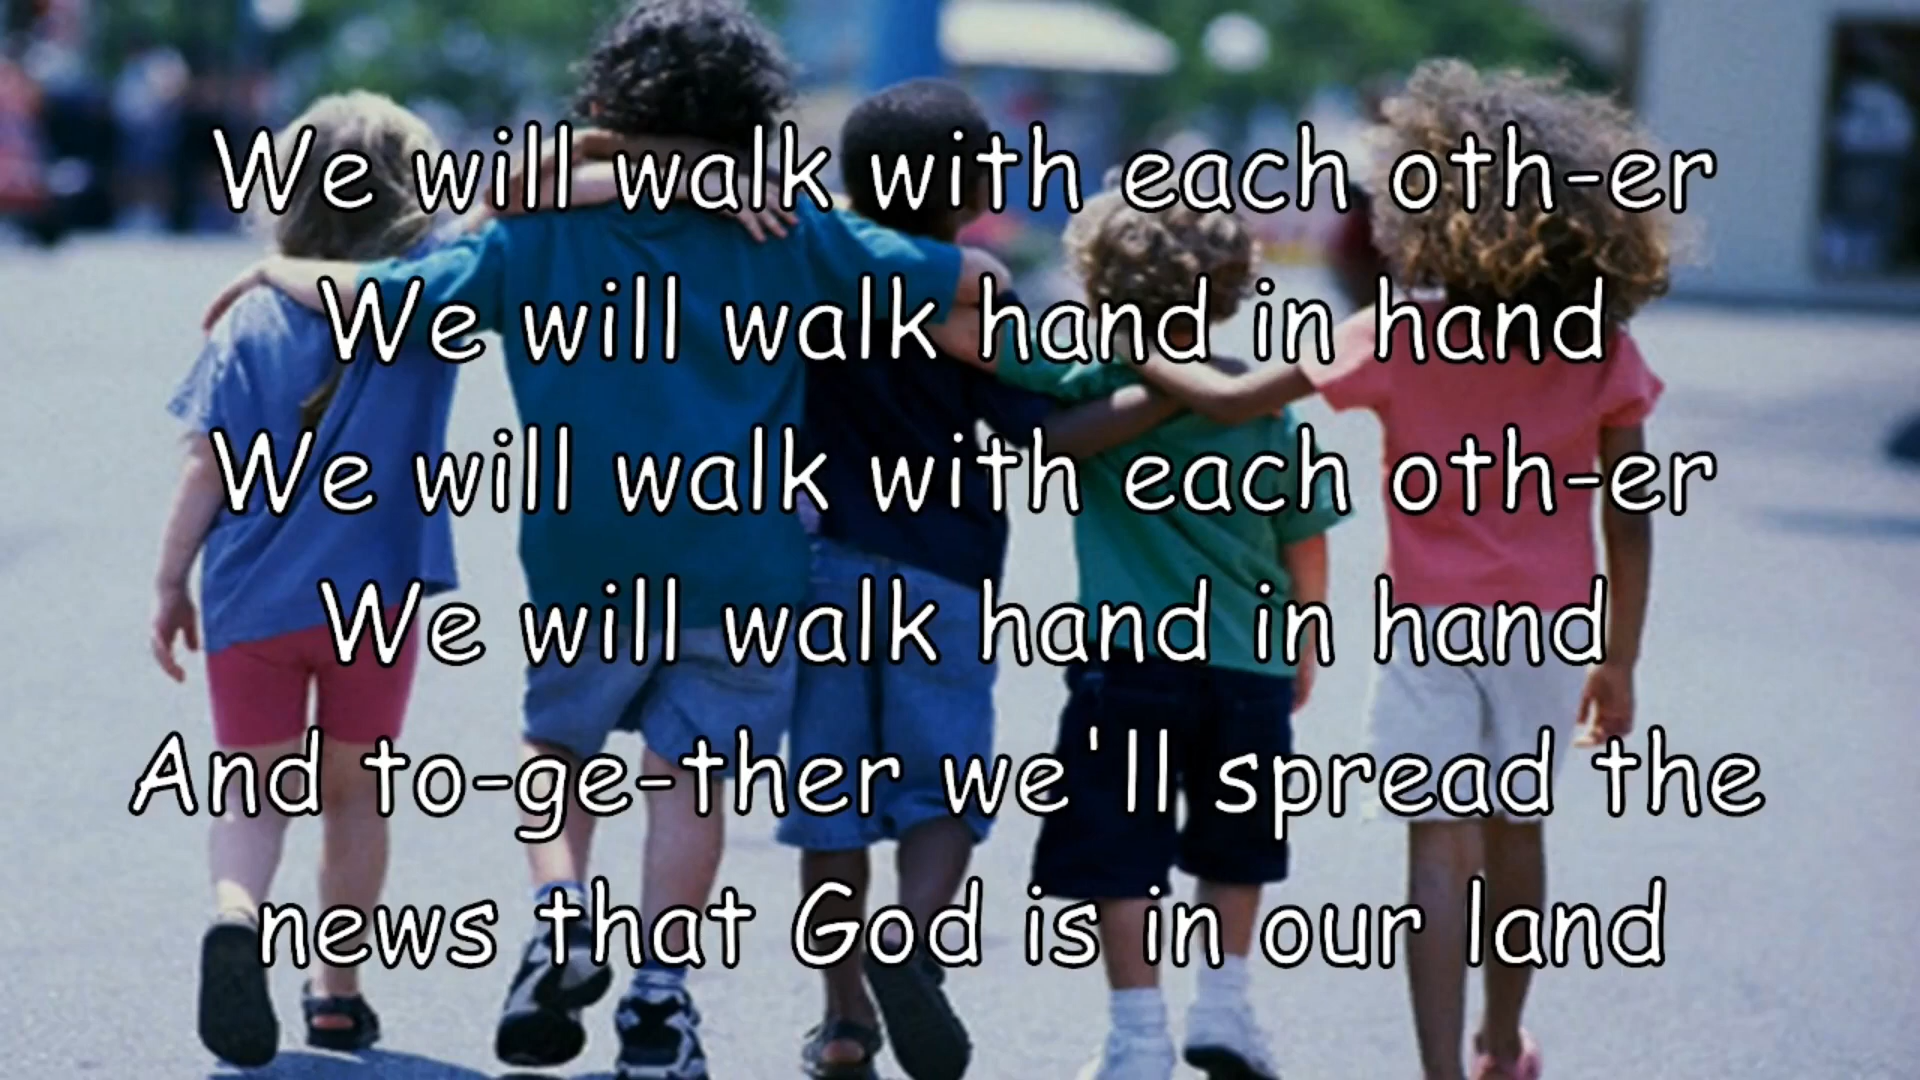 We will walk with each oth-er
We will walk hand in hand
We will walk with each oth-er
We will walk hand in hand
And to-ge-ther we'll spread the
news that God is in our land